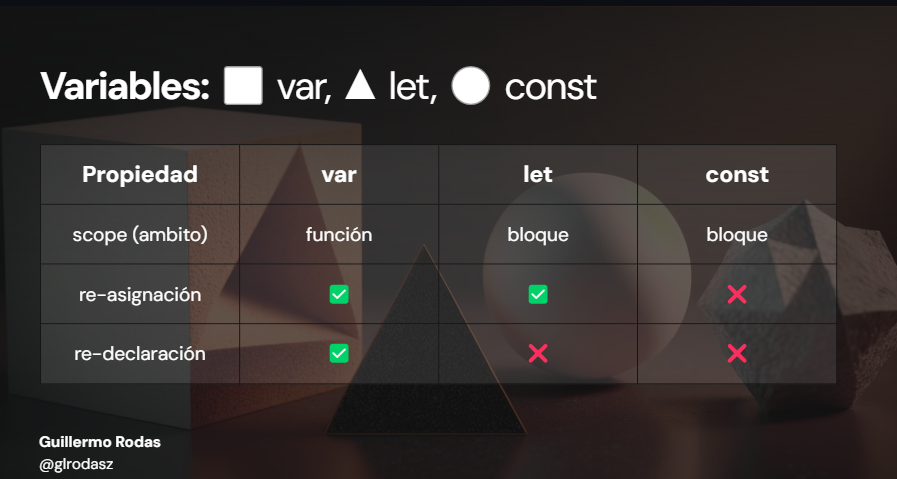 Variables: var, let, const
Propiedad var let const
scope (ambito) función bloque bloque
re-asignación
re-declaración
Guillermo Rodas
@glrodasz